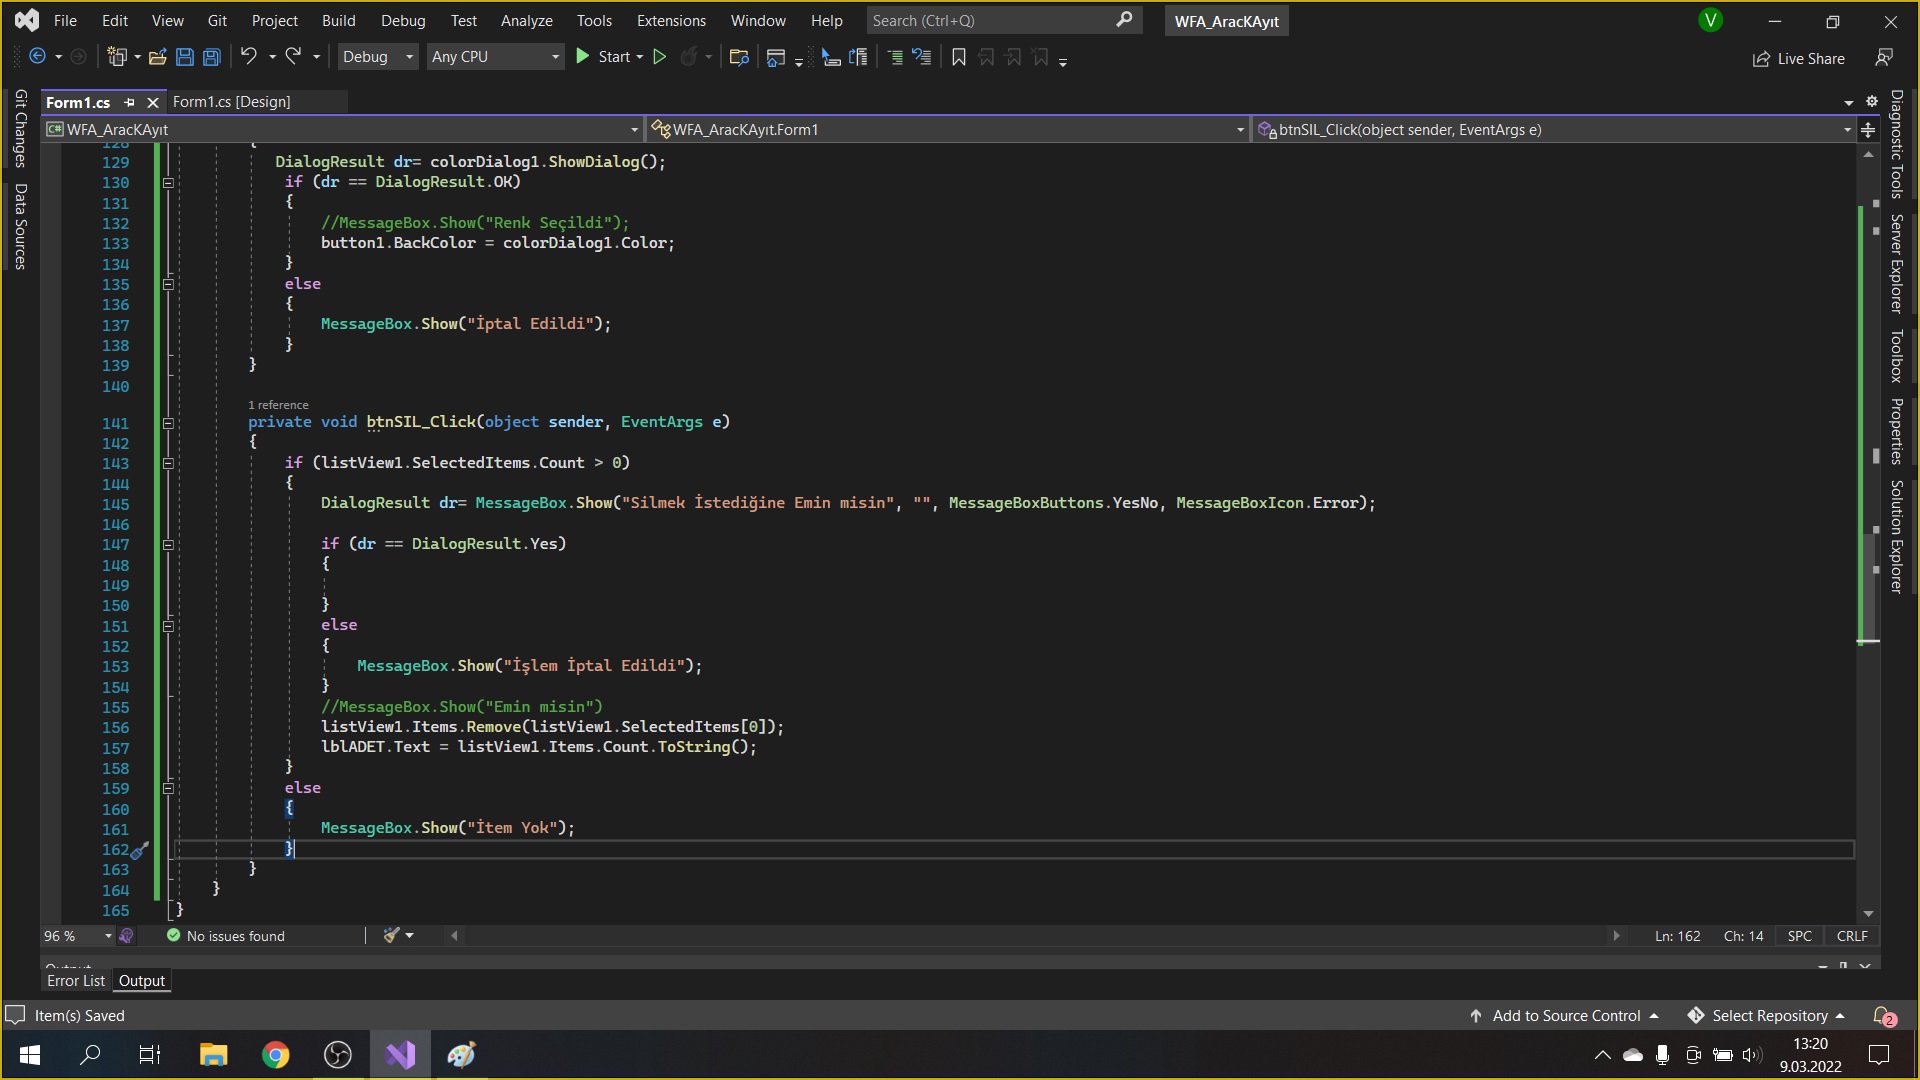 File Edit View Git Project Build Debug Test Analyze Tools Extensions Window Help Search (Ctrl+Q) WFA_AracKAyıt V
Debug Any CPU Start Live Share
Form1.cs Form1.cs [Design]
C# WFA_AracKAyıt WFA_AracKAyıt.Form1 btnSIL_Click(object sender, EventArgs e)
Git Changes
Data Sources
128 {
129 DialogResult dr= colorDialog1.ShowDialog();
130 if (dr == DialogResult.OK)
131 {
132 //MessageBox.Show("Renk Seçildi");
133 button1.BackColor = colorDialog1.Color;
134 }
135 else
136 {
137 MessageBox.Show("İptal Edildi");
138 }
139 }
140
1 reference
141 private void btnSIL_Click(object sender, EventArgs e)
142 {
143 if (listView1.SelectedItems.Count > 0)
144 {
145 DialogResult dr= MessageBox.Show("Silmek İstediğine Emin misin", "", MessageBoxButtons.YesNo, MessageBoxIcon.Error);
146
147 if (dr == DialogResult.Yes)
148 {
149
150 }
151 else
152 {
153 MessageBox.Show("İşlem İptal Edildi");
154 }
155 //MessageBox.Show("Emin misin")
156 listView1.Items.Remove(listView1.SelectedItems[0]);
157 lblADET.Text = listView1.Items.Count.ToString();
158 }
159 else
160 {
161 MessageBox.Show("İtem Yok");
162 }
163 }
164 }
165 }
Diagnostic Tools
Server Explorer
Toolbox
Properties
Solution Explorer
96 % No issues found Ln: 162 Ch: 14 SPC CRLF
Output
Error List Output
Item(s) Saved Add to Source Control Select Repository 2
13:20
9.03.2022